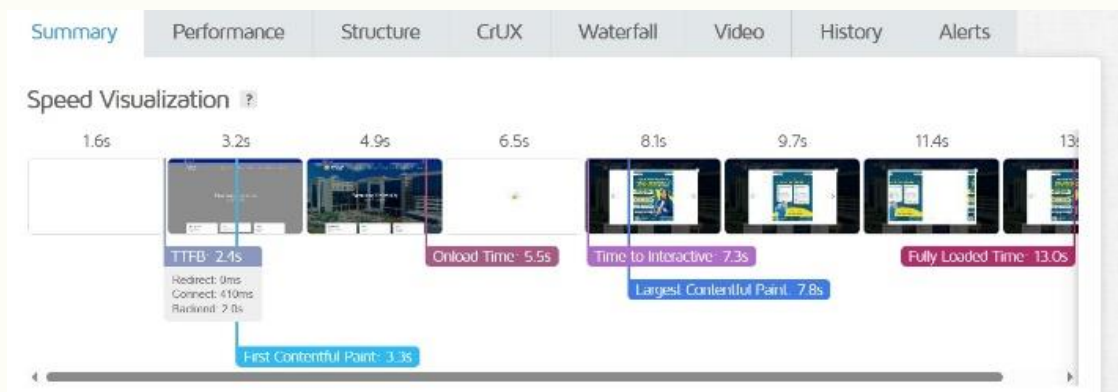 Summary Performance Structure CrUX Waterfall Video History Alerts
Speed Visualization ?
1.6s 3.2s 4.9s 6.5s 8.1s 9.7s 11.4s
TTFB: 2.4s
Redirect: 0ms
Connect: 410ms
Backend: 2.0s
Onload Time: 5.5s
Time to Interactive: 7.3s
Fully Loaded Time: 13.0s
Largest Contentful Paint: 7.8s
First Contentful Paint: 3.3s